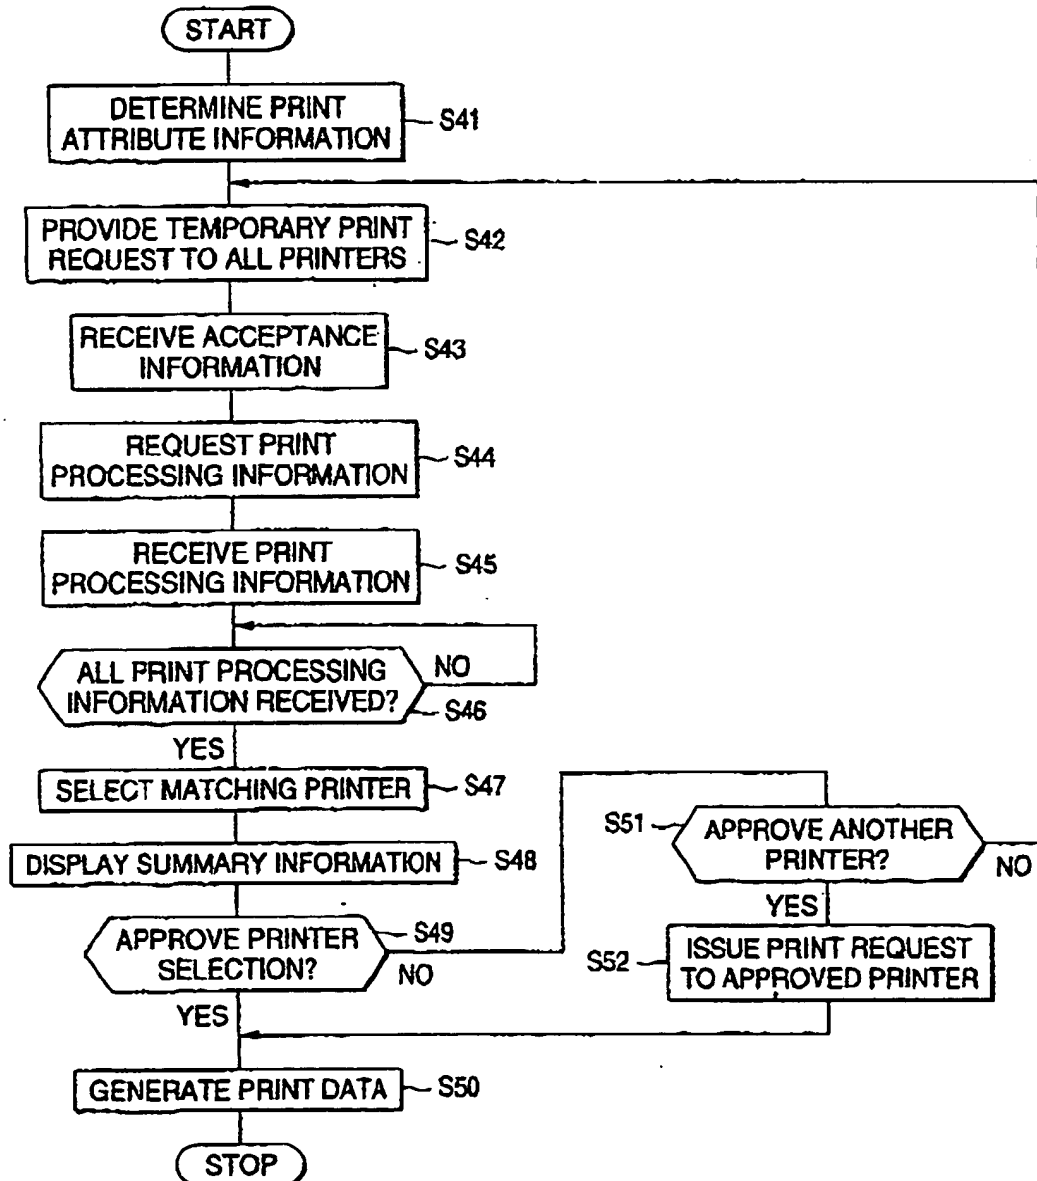 START
DETERMINE PRINT
ATTRIBUTE INFORMATION
S41
PROVIDE TEMPORARY PRINT
REQUEST TO ALL PRINTERS
S42
RECEIVE ACCEPTANCE
INFORMATION
S43
REQUEST PRINT
PROCESSING INFORMATION
S44
RECEIVE PRINT
PROCESSING INFORMATION
S45
ALL PRINT PROCESSING
INFORMATION RECEIVED?
NO
S46
YES
SELECT MATCHING PRINTER
S47
DISPLAY SUMMARY INFORMATION
S48
APPROVE PRINTER
SELECTION?
S49
NO
YES
S51
APPROVE ANOTHER
PRINTER?
NO
YES
S52
ISSUE PRINT REQUEST
TO APPROVED PRINTER
GENERATE PRINT DATA
S50
STOP